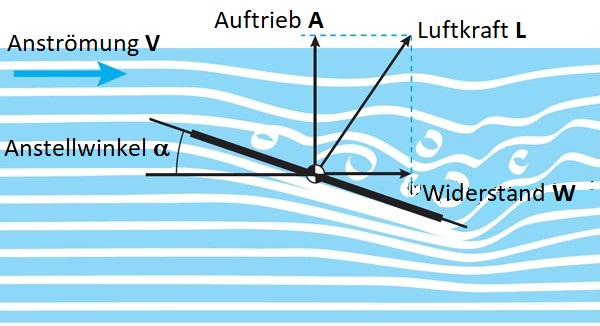 Auftrieb A
Luftkraft L
Anströmung V
Anstellwinkel α
Widerstand W